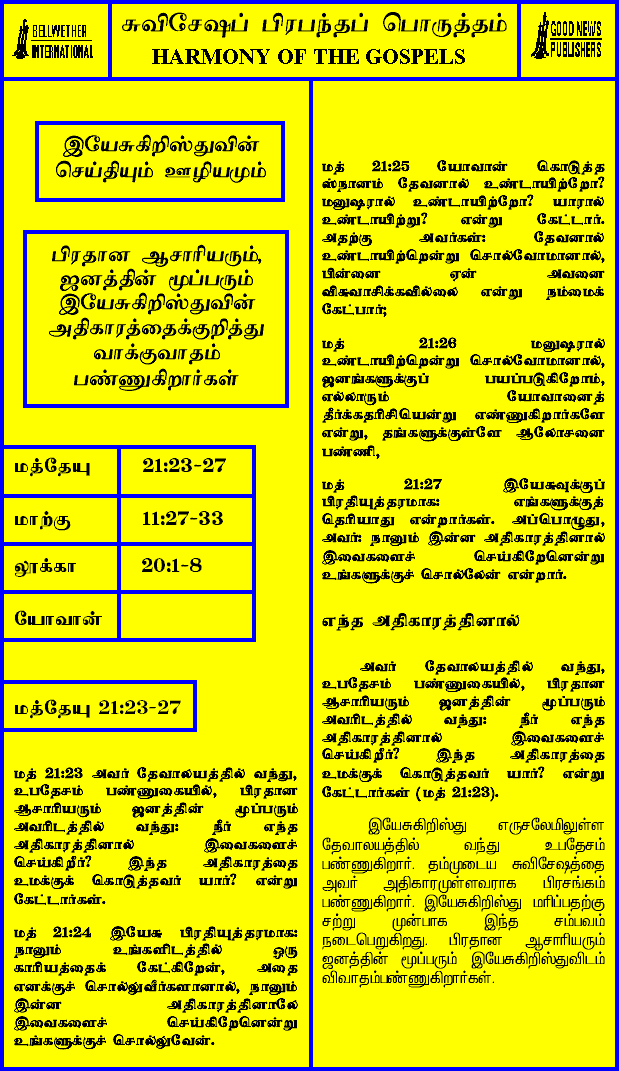 BELLWETHER
INTERNATIONAL
சுவிசேஷப் பிரபந்தப் பொருத்தம்
HARMONY OF THE GOSPELS
GOOD NEWS
PUBLISHERS
இயேசுகிறிஸ்துவின்
செய்தியும் ஊழியமும்
பிரதான ஆசாரியரும்,
ஜனத்தின் மூப்பரும்
இயேசுகிறிஸ்துவின்
அதிகாரத்தைக்குறித்து
வாக்குவாதம்
பண்ணுகிறார்கள்
மத்தேயு 21:23-27
மாற்கு 11:27-33
லூக்கா 20:1-8
யோவான்
மத்தேயு 21:23-27
மத் 21:23 அவர் தேவாலயத்தில் வந்து,
உபதேசம் பண்ணுகையில், பிரதான
ஆசாரியரும் ஜனத்தின் மூப்பரும்
அவரிடத்தில் வந்து: நீர் எந்த
அதிகாரத்தினால் இவைகளைச்
செய்கிறீர்? இந்த அதிகாரத்தை
உமக்குக் கொடுத்தவர் யார்? என்று
கேட்டார்கள்.
மத் 21:24 இயேசு பிரதியுத்தரமாக:
நானும் உங்களிடத்தில் ஒரு
காரியத்தைக் கேட்கிறேன், அதை
எனக்குச் சொல்லுவீர்களானால், நானும்
இன்ன அதிகாரத்தினாலே
இவைகளைச் செய்கிறேனென்று
உங்களுக்குச் சொல்லுவேன்.
மத் 21:25 யோவான் கொடுத்த
ஸ்நானம் தேவனால் உண்டாயிற்றோ?
மனுஷரால் உண்டாயிற்றோ? யாரால்
உண்டாயிற்று? என்று கேட்டார்.
அதற்கு அவர்கள்: தேவனால்
உண்டாயிற்றென்று சொல்வோமானால்,
பின்னை ஏன் அவனை
விசுவாசிக்கவில்லை என்று நம்மைக்
கேட்பார்;
மத் 21:26 மனுஷரால்
உண்டாயிற்றென்று சொல்வோமானால்,
ஜனங்களுக்குப் பயப்படுகிறோம்,
எல்லாரும் யோவானைத்
தீர்க்கதரிசியென்று எண்ணுகிறார்களே
என்று, தங்களுக்குள்ளே ஆலோசனை
பண்ணி,
மத் 21:27 இயேசுவுக்குப்
பிரதியுத்தரமாக: எங்களுக்குத்
தெரியாது என்றார்கள். அப்பொழுது,
அவர்: நானும் இன்ன அதிகாரத்தினால்
இவைகளைச் செய்கிறேனென்று
உங்களுக்குச் சொல்லேன் என்றார்.
எந்த அதிகாரத்தினால்
அவர் தேவாலயத்தில் வந்து,
உபதேசம் பண்ணுகையில், பிரதான
ஆசாரியரும் ஜனத்தின் மூப்பரும்
அவரிடத்தில் வந்து: நீர் எந்த
அதிகாரத்தினால் இவைகளைச்
செய்கிறீர்? இந்த அதிகாரத்தை
உமக்குக் கொடுத்தவர் யார்? என்று
கேட்டார்கள் (மத் 21:23).
இயேசுகிறிஸ்து எருசலேமிலுள்ள
தேவாலயத்தில் வந்து உபதேசம்
பண்ணுகிறார். தம்முடைய சுவிசேஷத்தை
அவர் அதிகாரமுள்ளவராக பிரசங்கம்
பண்ணுகிறார். இயேசுகிறிஸ்து மரிப்பதற்கு
சற்று முன்பாக இந்த சம்பவம்
நடைபெறுகிறது. பிரதான ஆசாரியரும்
ஜனத்தின் மூப்பரும் இயேசுகிறிஸ்துவிடம்
விவாதம்பண்ணுகிறார்கள்.